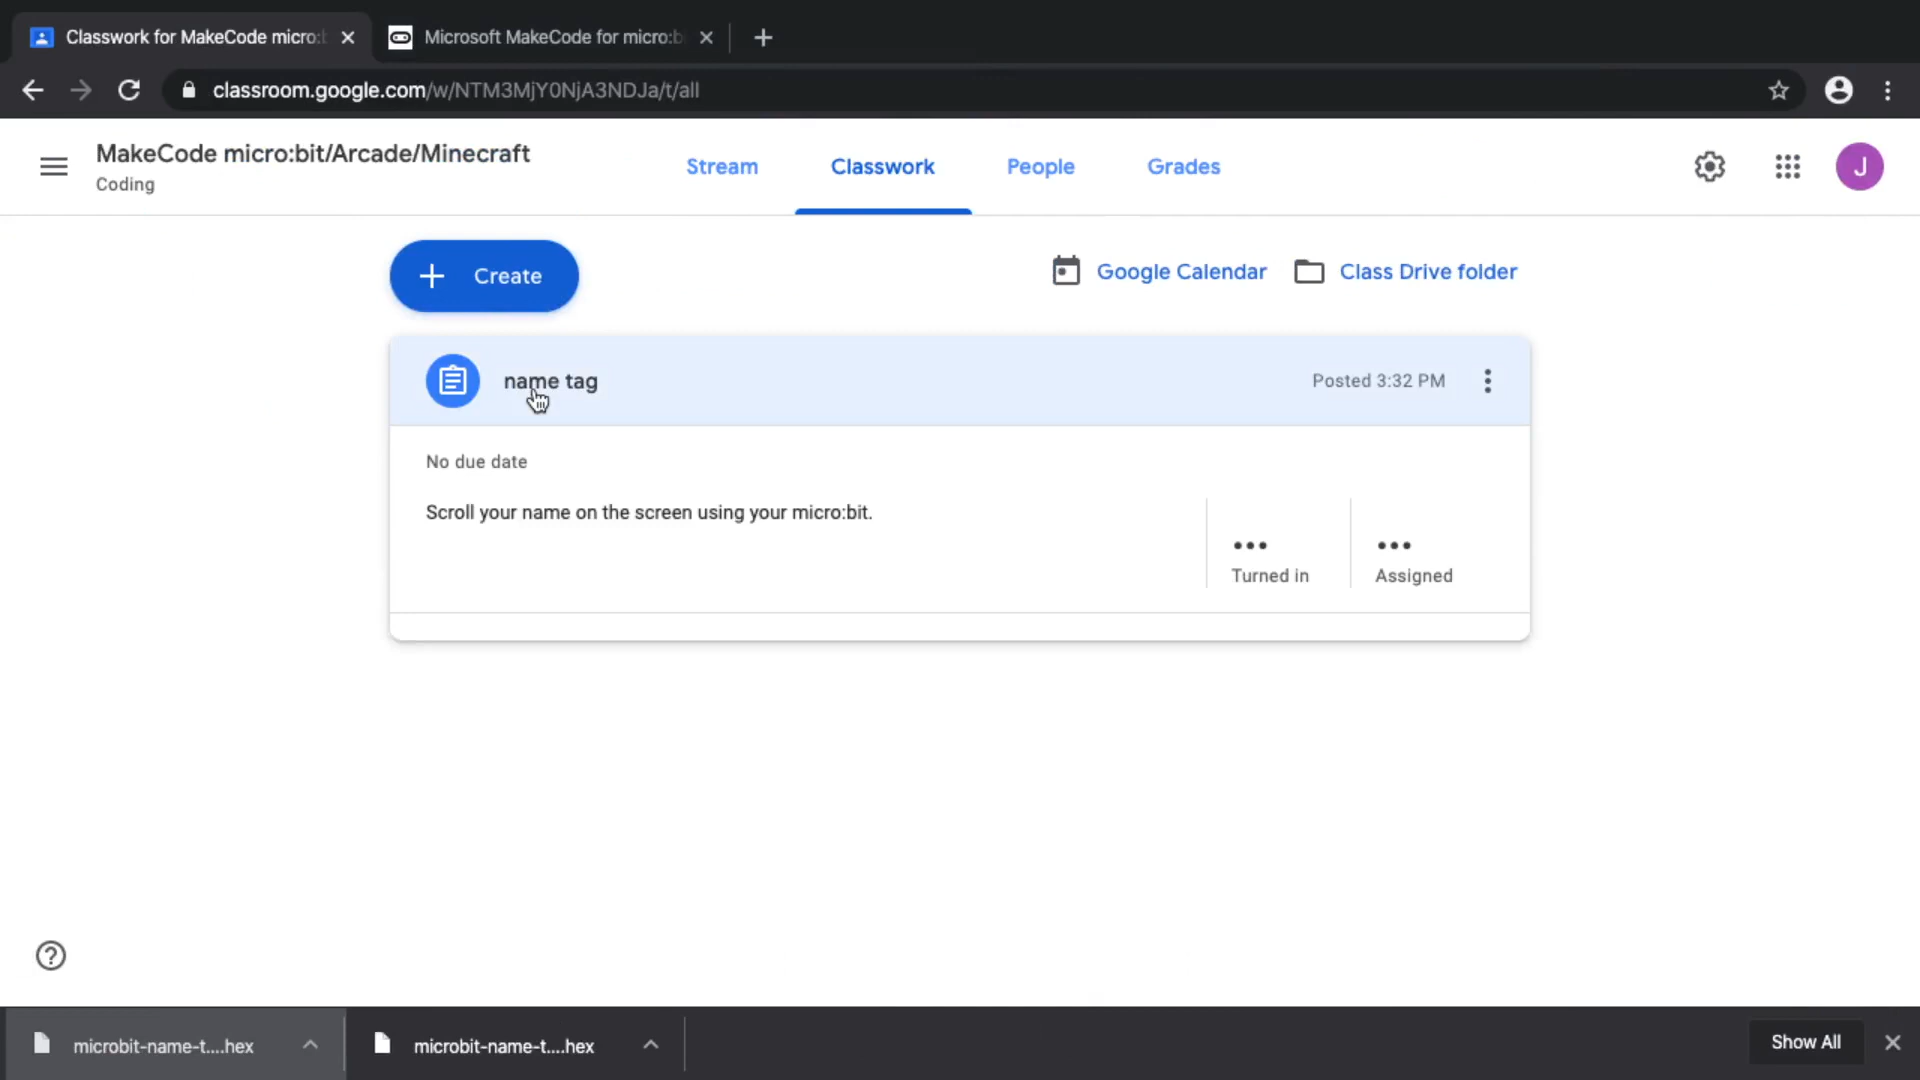 Classwork for MakeCode micro:b
Microsoft MakeCode for micro:b
classroom.google.com/w/NTM3MjY0NjA3NDJa/t/all
MakeCode micro:bit/Arcade/Minecraft
Coding
Stream
Classwork
People
Grades
J
Create
Google Calendar
Class Drive folder
name tag
Posted 3:32 PM
No due date
Scroll your name on the screen using your micro:bit.
Turned in
Assigned
microbit-name-t....hex
microbit-name-t....hex
Show All